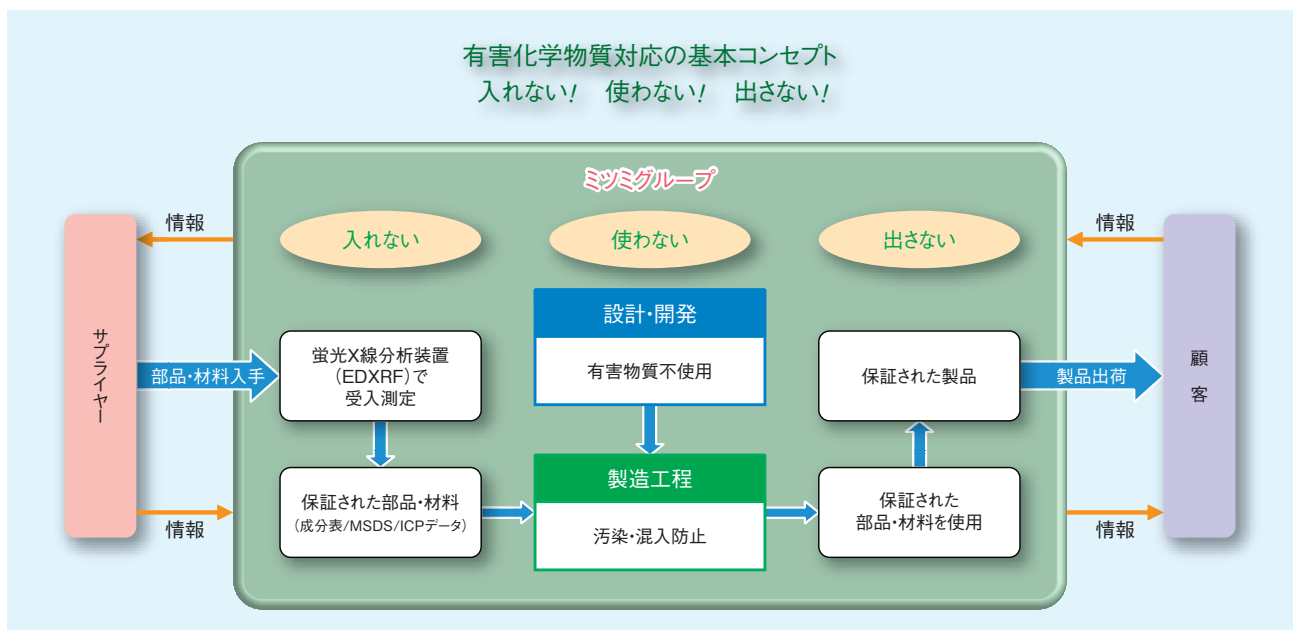 有害化学物質対応の基本コンセプト
入れない! 使わない! 出さない!
ミツミグループ
情報
入れない
使わない
出さない
情報
サプライヤー
部品・材料入手
蛍光X線分析装置
(EDXRF)で
受入測定
設計・開発
有害物質不使用
保証された製品
製品出荷
顧客
保証された部品・材料
(成分表/MSDS/ICPデータ)
製造工程
汚染・混入防止
保証された
部品・材料を使用
情報
情報